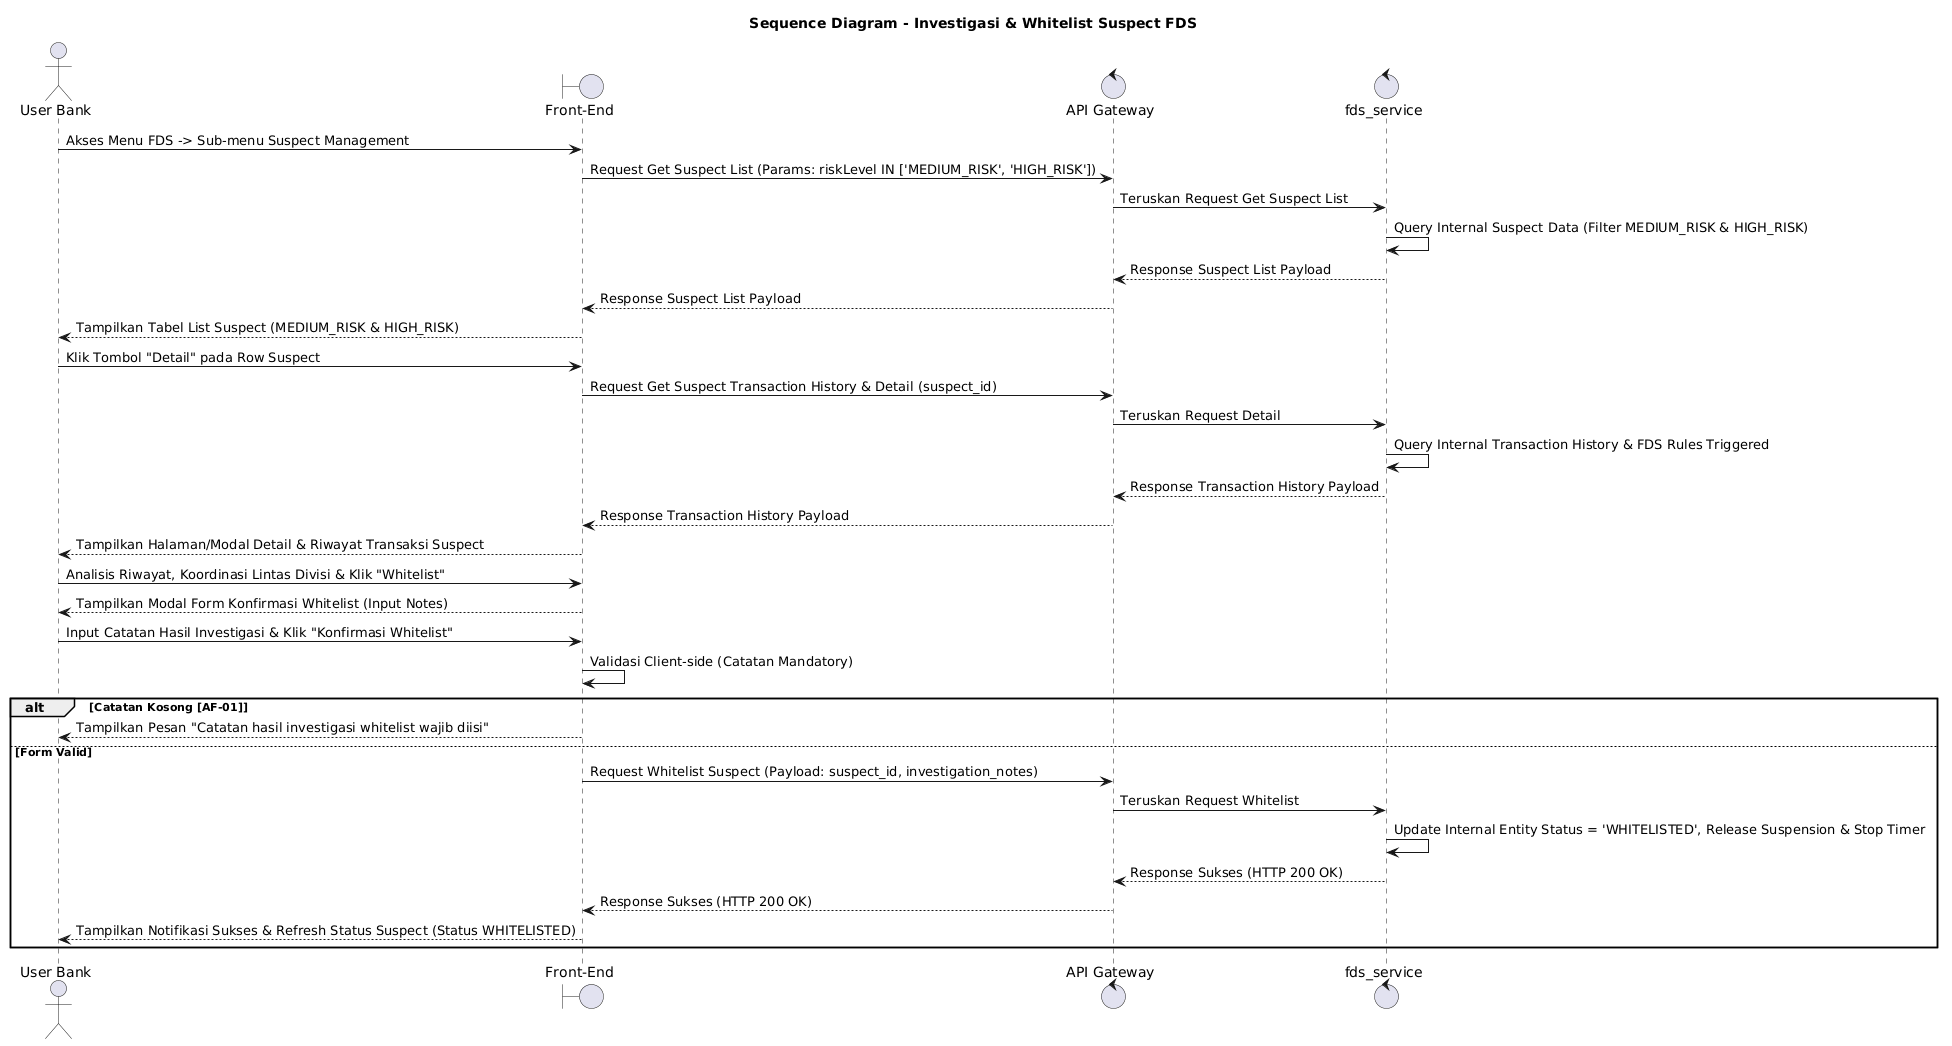 Sequence Diagram - Investigasi & Whitelist Suspect FDS
User Bank
Front-End
API Gateway
fds_service
Akses Menu FDS -> Sub-menu Suspect Management
Request Get Suspect List (Params: riskLevel IN ['MEDIUM_RISK', 'HIGH_RISK'])
Teruskan Request Get Suspect List
Query Internal Suspect Data (Filter MEDIUM_RISK & HIGH_RISK)
Response Suspect List Payload
Response Suspect List Payload
Tampilkan Tabel List Suspect (MEDIUM_RISK & HIGH_RISK)
Klik Tombol "Detail" pada Row Suspect
Request Get Suspect Transaction History & Detail (suspect_id)
Teruskan Request Detail
Query Internal Transaction History & FDS Rules Triggered
Response Transaction History Payload
Response Transaction History Payload
Tampilkan Halaman/Modal Detail & Riwayat Transaksi Suspect
Analisis Riwayat, Koordinasi Lintas Divisi & Klik "Whitelist"
Tampilkan Modal Form Konfirmasi Whitelist (Input Notes)
Input Catatan Hasil Investigasi & Klik "Konfirmasi Whitelist"
Validasi Client-side (Catatan Mandatory)
alt [Catatan Kosong [AF-01]]
Tampilkan Pesan "Catatan hasil investigasi whitelist wajib diisi"
[Form Valid]
Request Whitelist Suspect (Payload: suspect_id, investigation_notes)
Teruskan Request Whitelist
Update Internal Entity Status = 'WHITELISTED', Release Suspension & Stop Timer
Response Sukses (HTTP 200 OK)
Response Sukses (HTTP 200 OK)
Tampilkan Notifikasi Sukses & Refresh Status Suspect (Status WHITELISTED)
User Bank
Front-End
API Gateway
fds_service